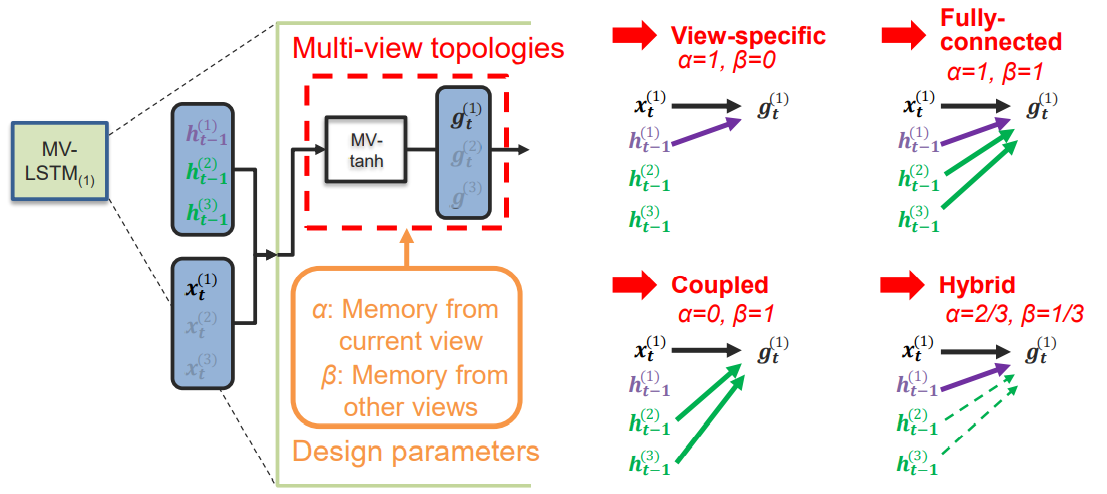 MV-
LSTM(1)
h_{t-1}^{(1)}
h_{t-1}^{(2)}
h_{t-1}^{(3)}
x_t^{(1)}
x_t^{(2)}
x_t^{(3)}
Multi-view topologies
MV-
tanh
g_t^{(1)}
g_t^{(2)}
g^{(3)}
α: Memory from
current view
β: Memory from
other views
Design parameters
View-specific
α=1, β=0
x_t^{(1)} g_t^{(1)}
h_{t-1}^{(1)}
h_{t-1}^{(2)}
h_{t-1}^{(3)}
Fully-
connected
α=1, β=1
x_t^{(1)} g_t^{(1)}
h_{t-1}^{(1)}
h_{t-1}^{(2)}
h_{t-1}^{(3)}
Coupled
α=0, β=1
x_t^{(1)} g_t^{(1)}
h_{t-1}^{(1)}
h_{t-1}^{(2)}
h_{t-1}^{(3)}
Hybrid
α=2/3, β=1/3
x_t^{(1)} g_t^{(1)}
h_{t-1}^{(1)}
h_{t-1}^{(2)}
h_{t-1}^{(3)}